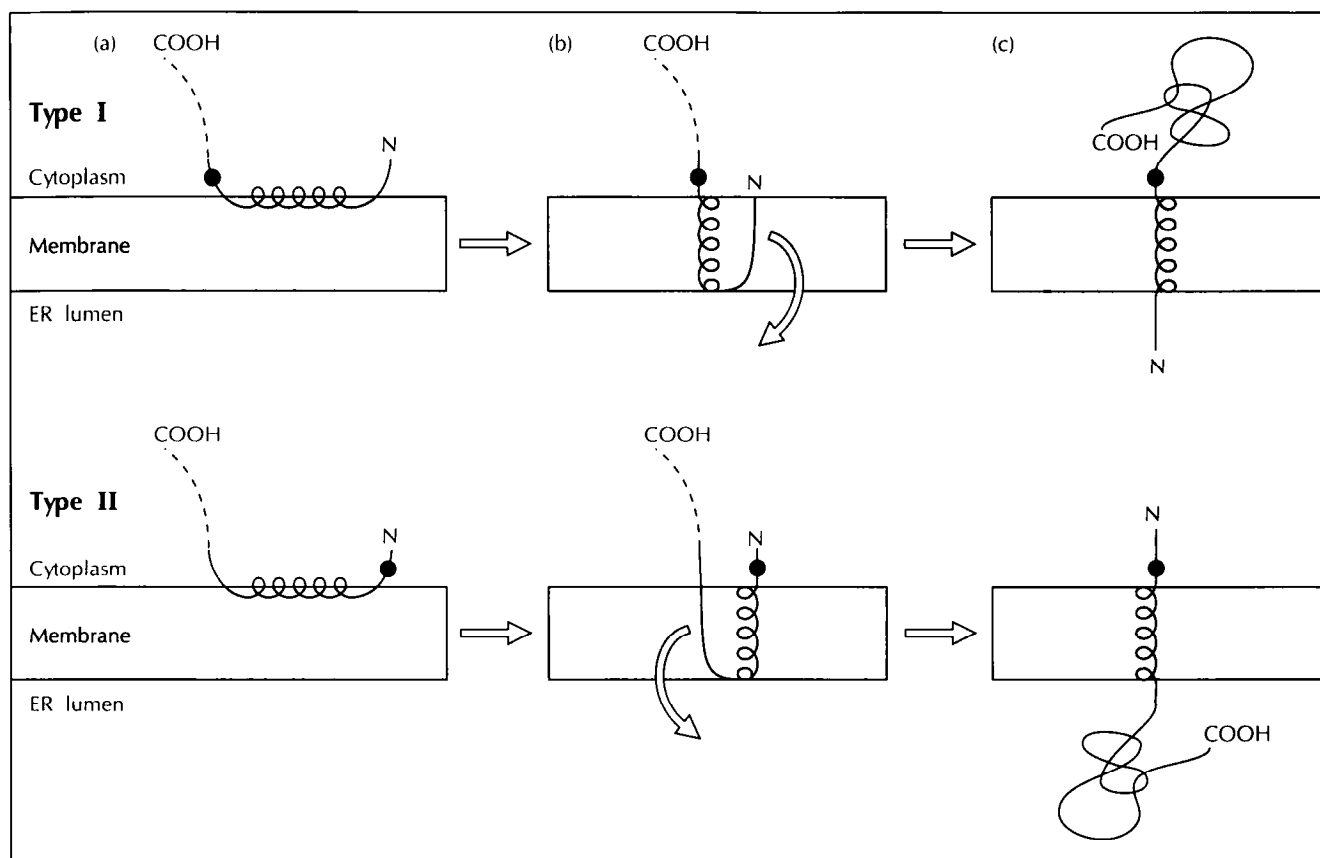 (a)
COOH
(b)
COOH
(c)
COOH
Type I
N
Cytoplasm
N
Membrane
ER lumen
N
COOH
COOH
Type II
N
N
N
Cytoplasm
Membrane
ER lumen
COOH